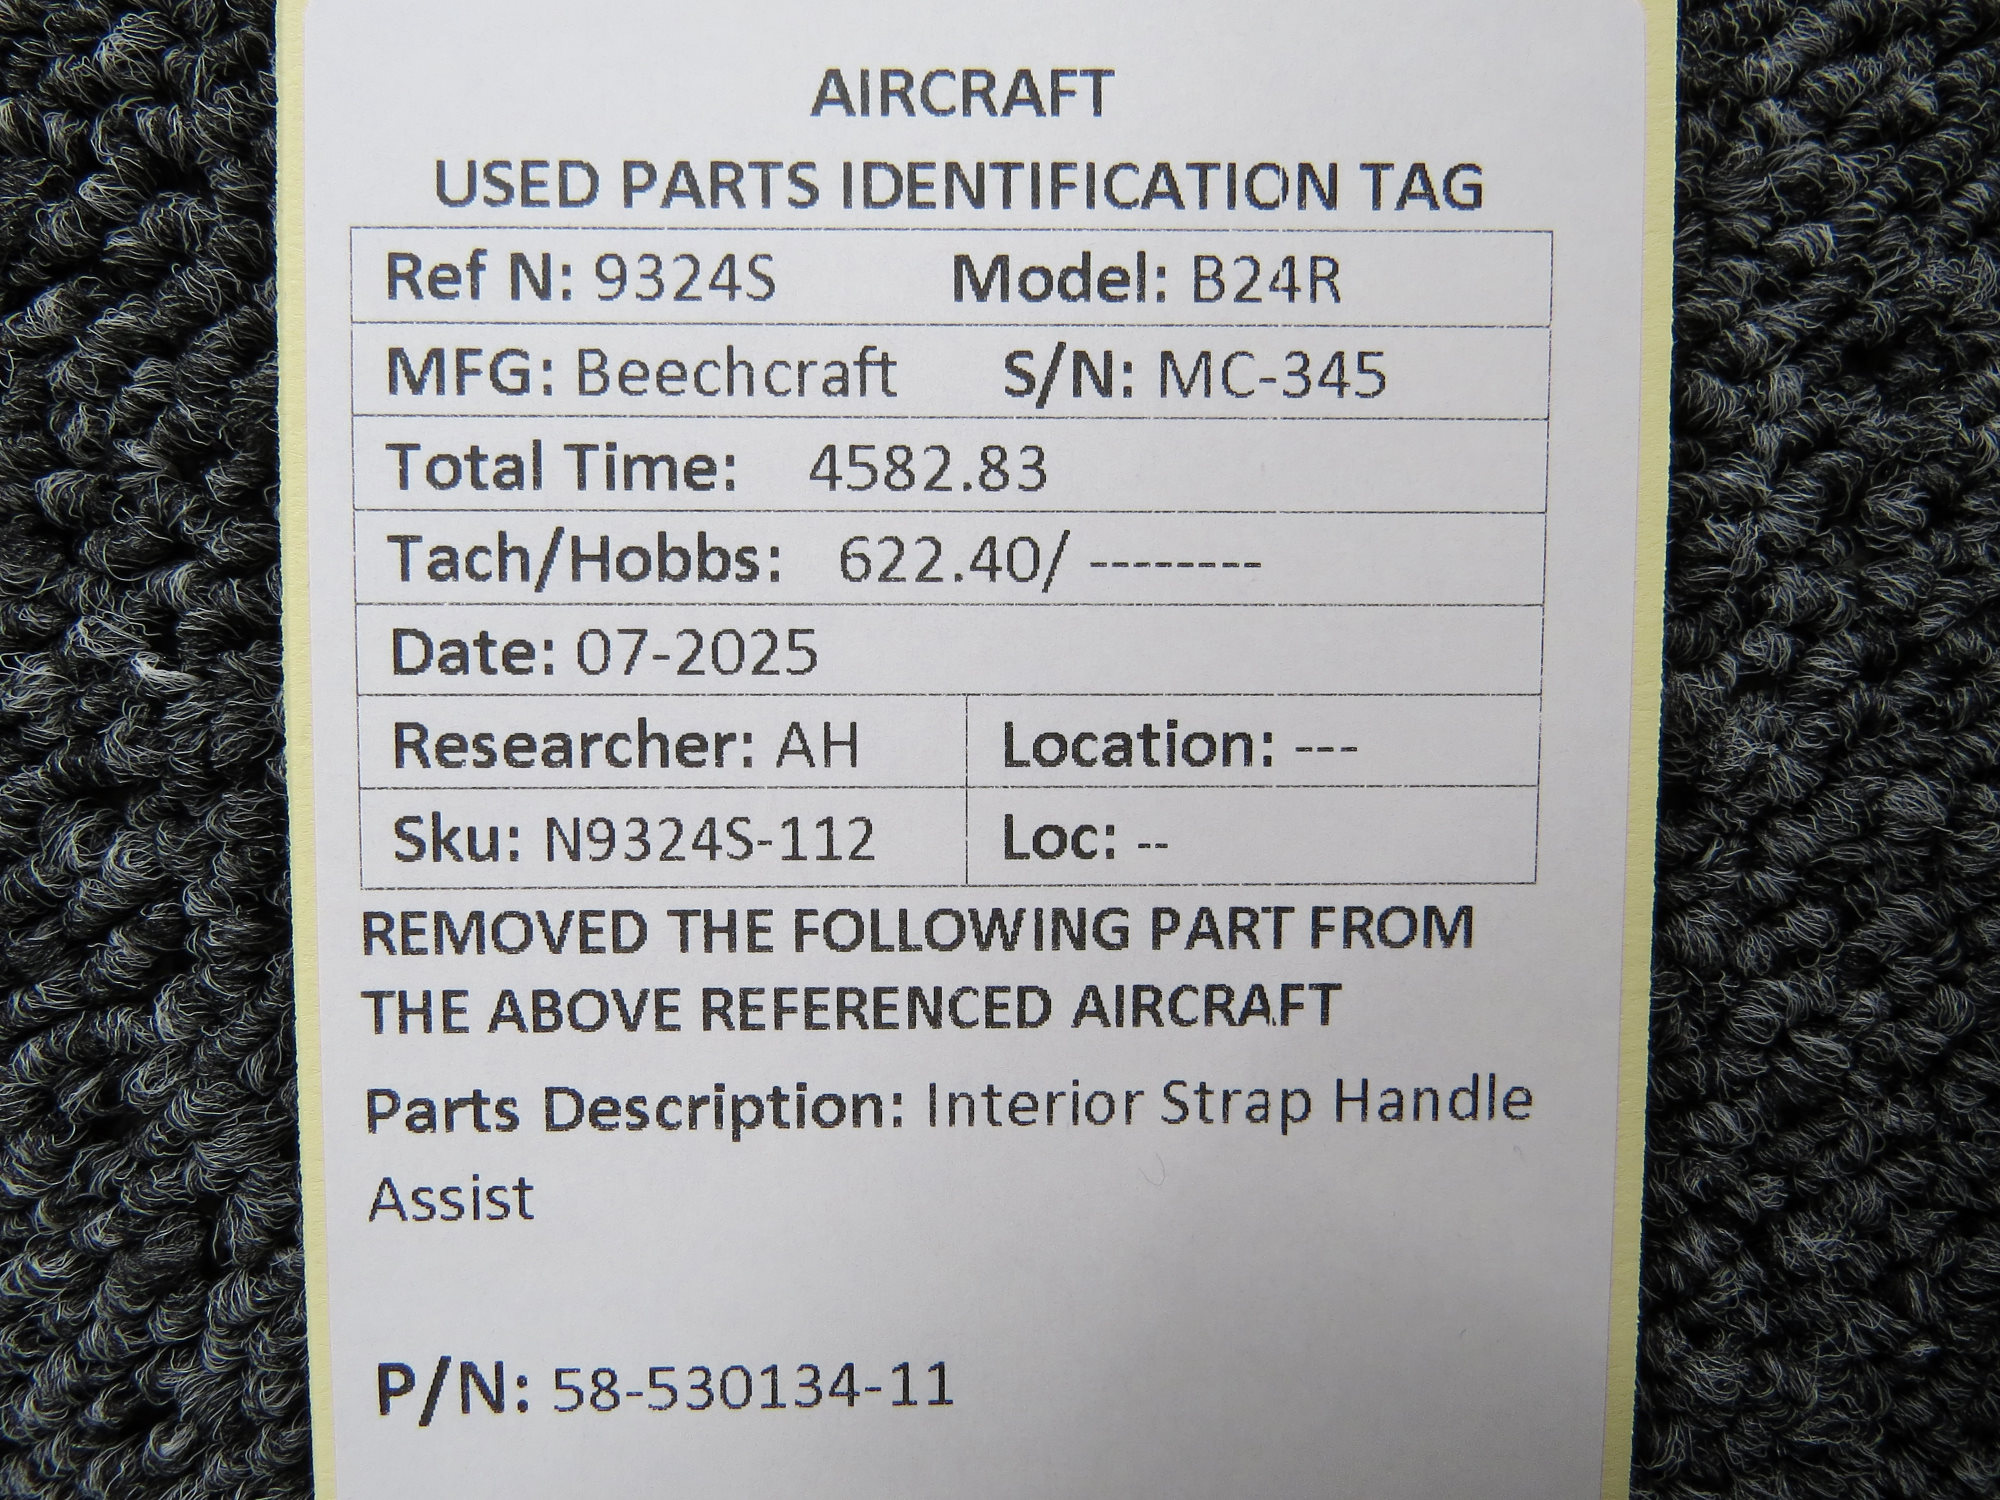 AIRCRAFT
USED PARTS IDENTIFICATION TAG
Ref N: 9324S Model: B24R
MFG: Beechcraft S/N: MC-345
Total Time: 4582.83
Tach/Hobbs: 622.40/ --------
Date: 07-2025
Researcher: AH Location: ---
Sku: N9324S-112 Loc: --
REMOVED THE FOLLOWING PART FROM
THE ABOVE REFERENCED AIRCRAFT
Parts Description: Interior Strap Handle
Assist
P/N: 58-530134-11